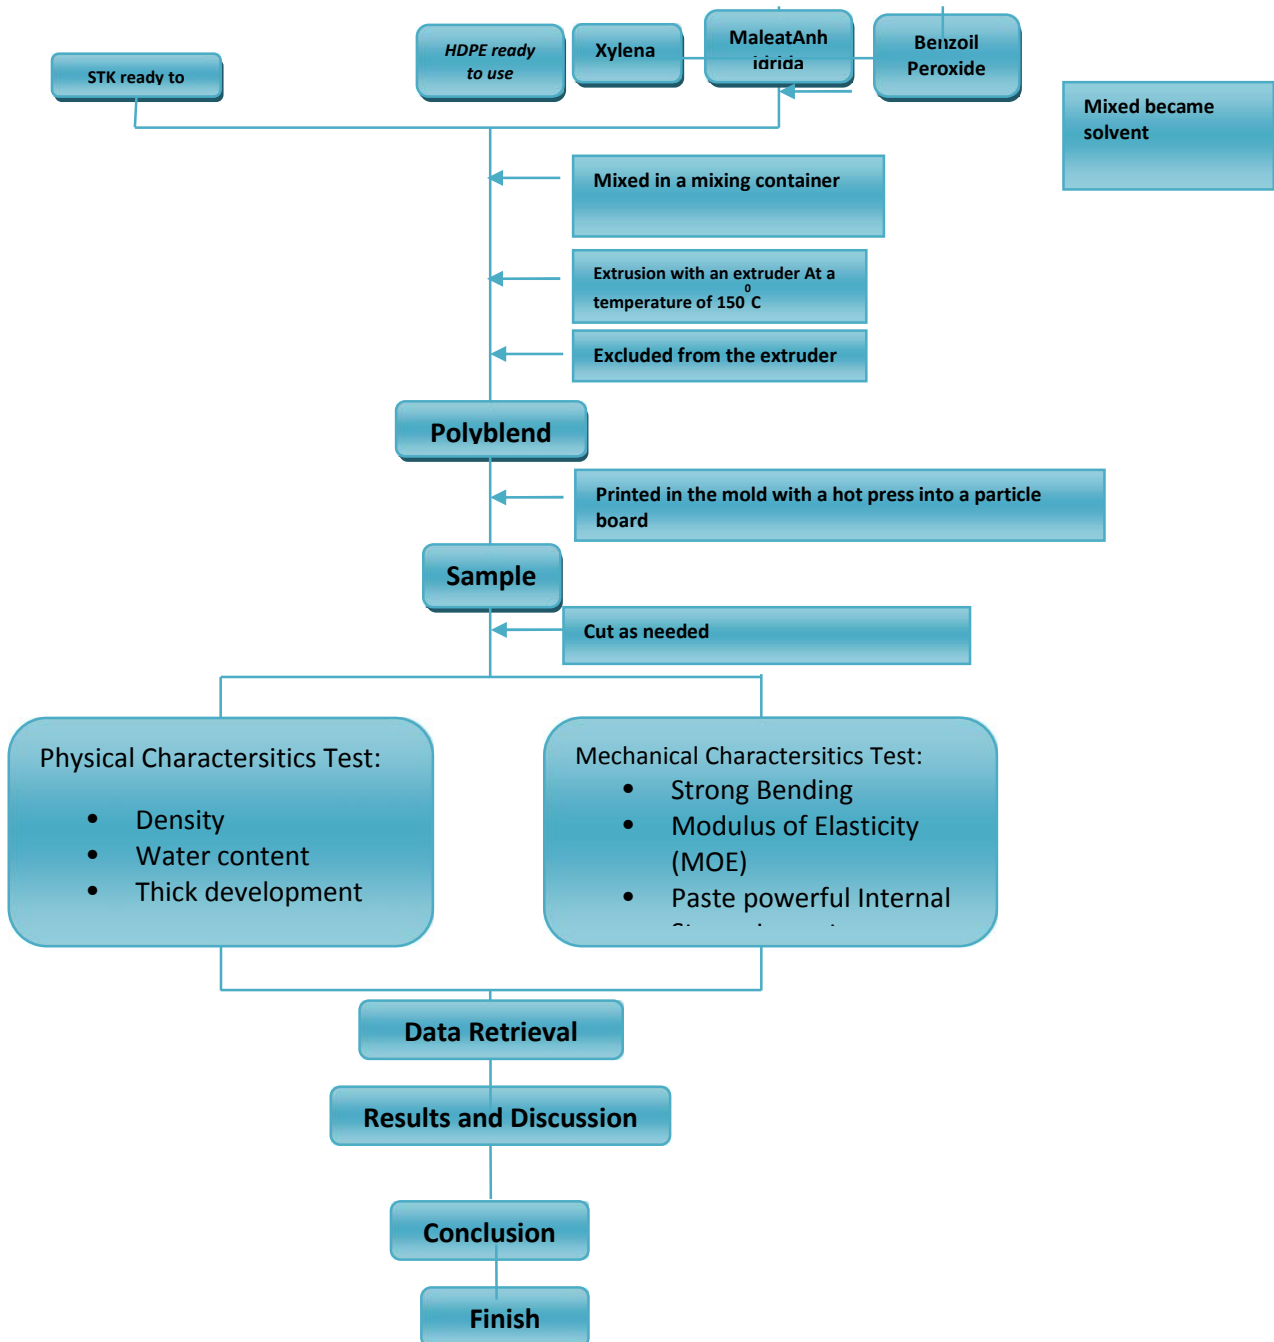 STK ready to
HDPE ready
to use
Xylena
MaleatAnh
idrida
Benzoil
Peroxide
Mixed became
solvent
Mixed in a mixing container
Extrusion with an extruder At a
temperature of 150⁰C
Excluded from the extruder
Polyblend
Printed in the mold with a hot press into a particle
board
Sample
Cut as needed
Physical Charactersitics Test:
• Density
• Water content
• Thick development
Mechanical Charactersitics Test:
• Strong Bending
• Modulus of Elasticity
(MOE)
• Paste powerful Internal
Data Retrieval
Results and Discussion
Conclusion
Finish